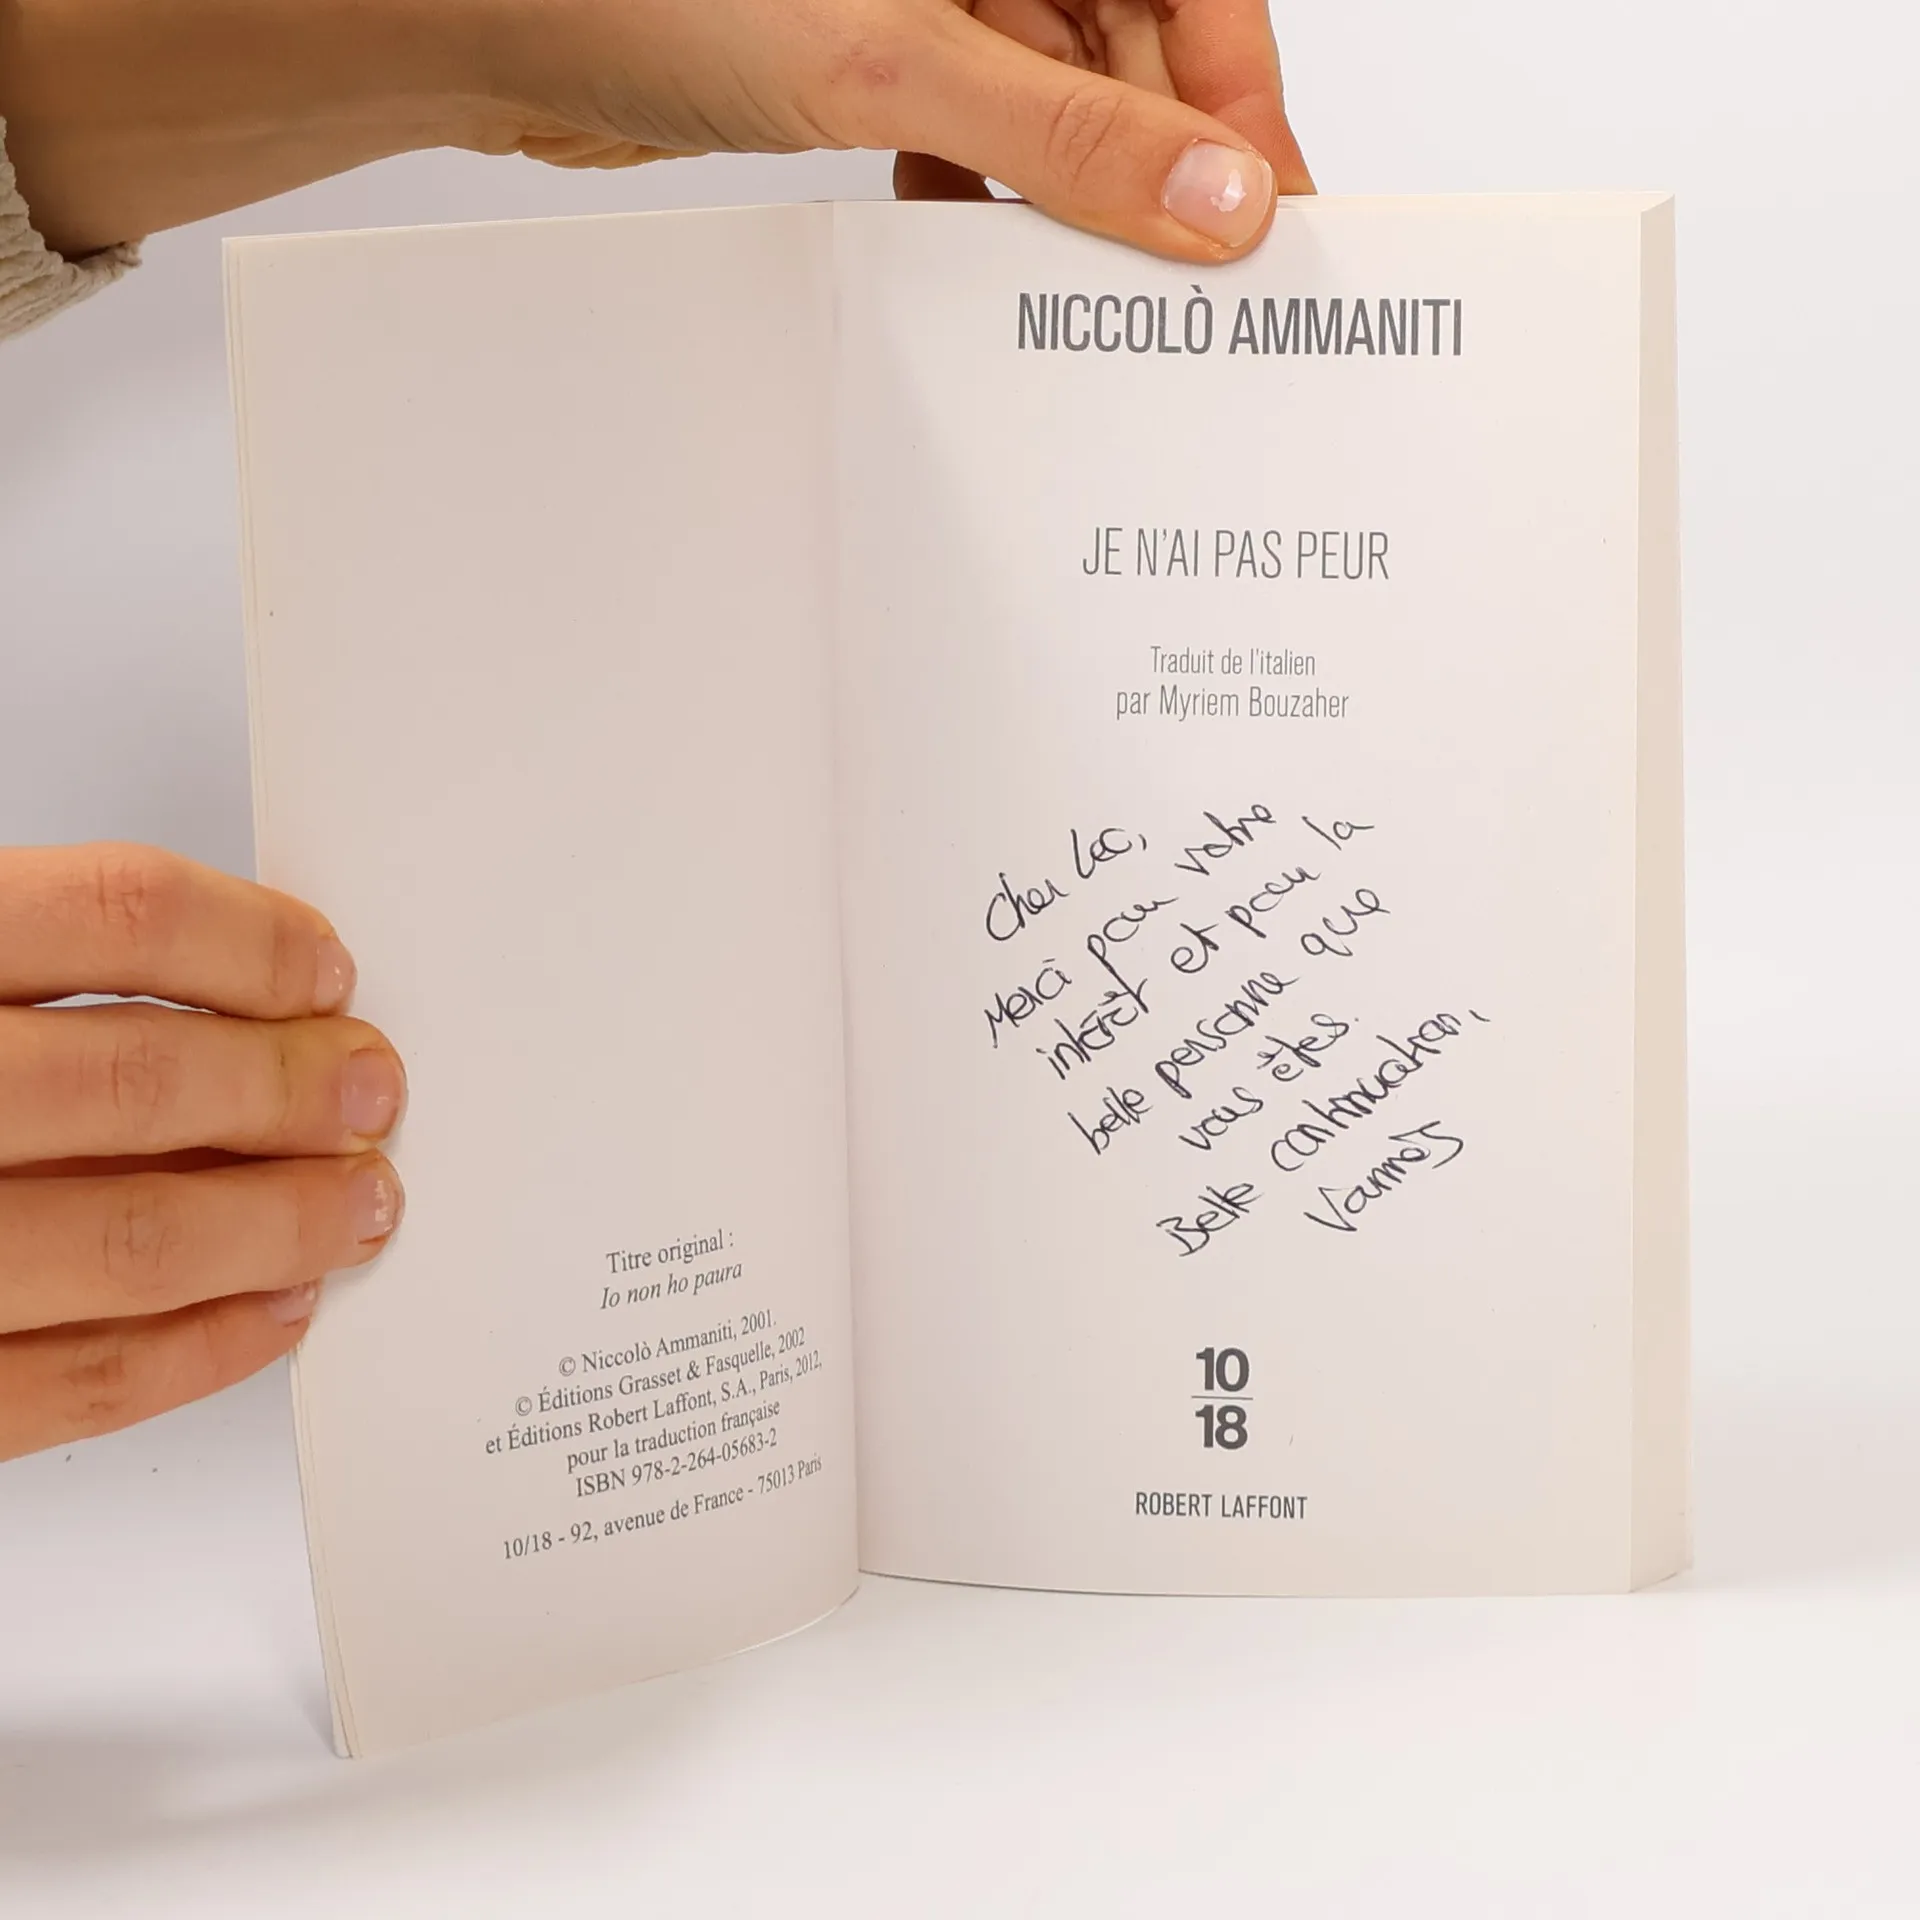 Titre original :
Io non ho paura
© Niccolò Ammaniti, 2001.
© Éditions Grasset & Fasquelle, 2002
et Éditions Robert Laffont, S.A., Paris, 2012,
pour la traduction française
ISBN 978-2-264-05683-2
10/18 - 92, avenue de France - 75013 Paris
NICCOLÒ AMMANITI
JE N'AI PAS PEUR
Traduit de l'italien
par Myriem Bouzaher
Cher
Merci pour votre
intérêt et pour la
belle personne que
vous êtes.
Belle continuation,
10
18
ROBERT LAFFONT